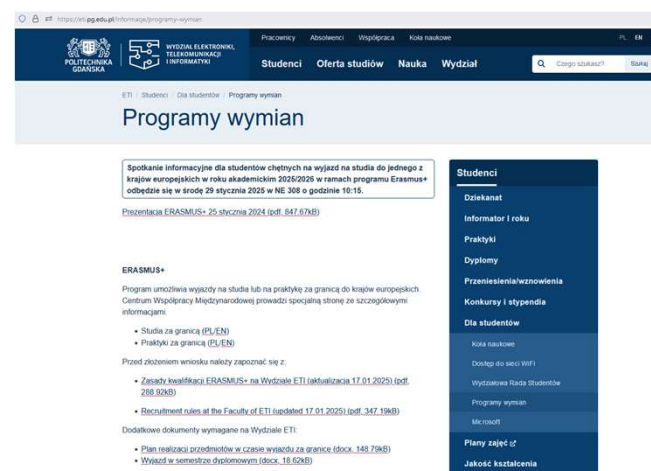 https://eti.pg.edu.pl/informacje/programy-wymian
POLITECHNIKA
GDAŃSKA
WYDZIAŁ ELEKTRONIKI,
TELEKOMUNIKACJI
I INFORMATYKI
Pracownicy Absolwenci Współpraca Koła naukowe
PL EN
Studenci Oferta studiów Nauka Wydział
Czego szukasz? Szukaj
ETI / Studenci / Dla studentów / Programy wymian
Programy wymian
Spotkanie informacyjne dla studentów chętnych na wyjazd na studia do jednego z
krajów europejskich w roku akademickim 2025/2026 w ramach programu Erasmus+
odbędzie się w środę 29 stycznia 2025 w NE 308 o godzinie 10:15.
Prezentacja ERASMUS+ 25 stycznia 2024 (pdf, 847.67kB)
ERASMUS+
Program umożliwia wyjazdy na studia lub na praktykę za granicą do krajów europejskich.
Centrum Współpracy Międzynarodowej prowadzi specjalną stronę ze szczegółowymi
informacjami.
• Studia za granicą (PL/EN)
• Praktyki za granicą (PL/EN)
Przed złożeniem wniosku należy zapoznać się z:
• Zasady kwalifikacji ERASMUS+ na Wydziale ETI (aktualizacja 17.01.2025) (pdf,
288.92kB)
• Recruitment rules at the Faculty of ETI (updated 17.01.2025) (pdf, 347.19kB)
Dodatkowe dokumenty wymagane na Wydziale ETI:
• Plan realizacji przedmiotów w czasie wyjazdu za granicę (docx, 148.79kB)
• Wyjazd w semestrze dyplomowym (docx, 18.62kB)
Studenci
Dziekanat
Informator I roku
Praktyki
Dyplomy
Przeniesienia/wznowienia
Konkursy i stypendia
Dla studentów
Koła naukowe
Dostęp do sieci WiFi
Wydziałowa Rada Studentów
Programy wymian
Microsoft
Plany zajęć
Jakość kształcenia